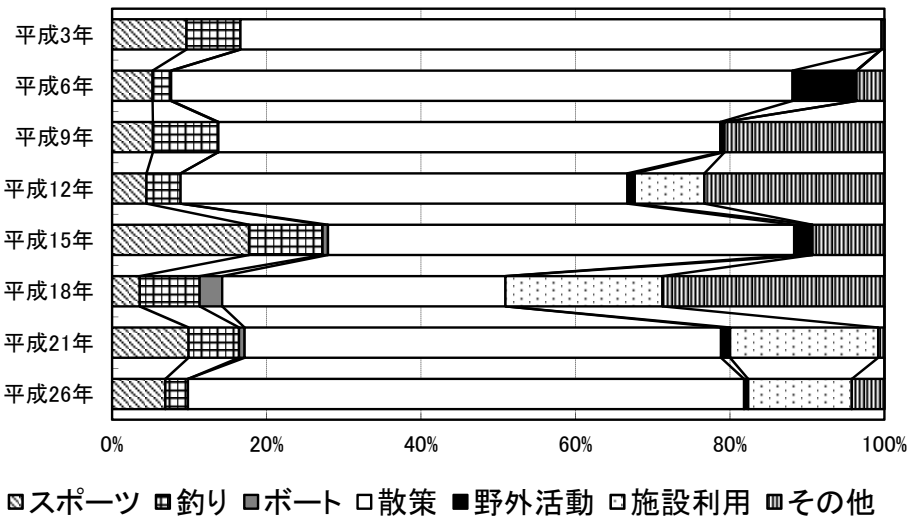 平成3年
平成6年
平成9年
平成12年
平成15年
平成18年
平成21年
平成26年
0% 20% 40% 60% 80% 100%
スポーツ 釣り ボート 散策 野外活動 施設利用 その他